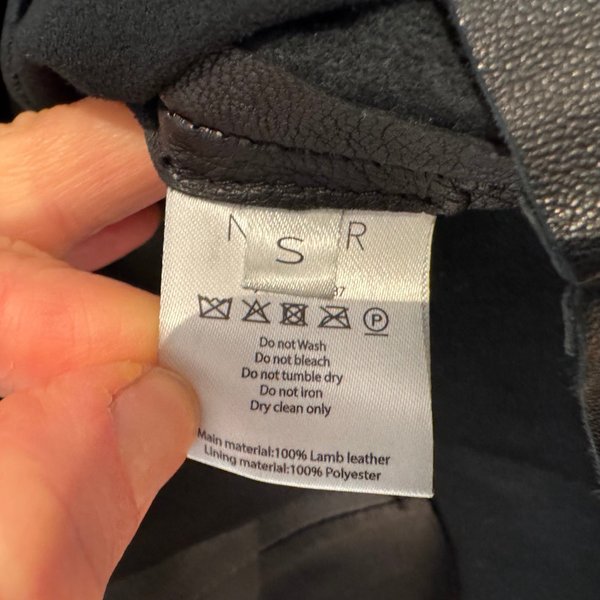 N R
S
37
P
Do not Wash
Do not bleach
Do not tumble dry
Do not iron
Dry clean only
Main material:100% Lamb leather
Lining material:100% Polyester